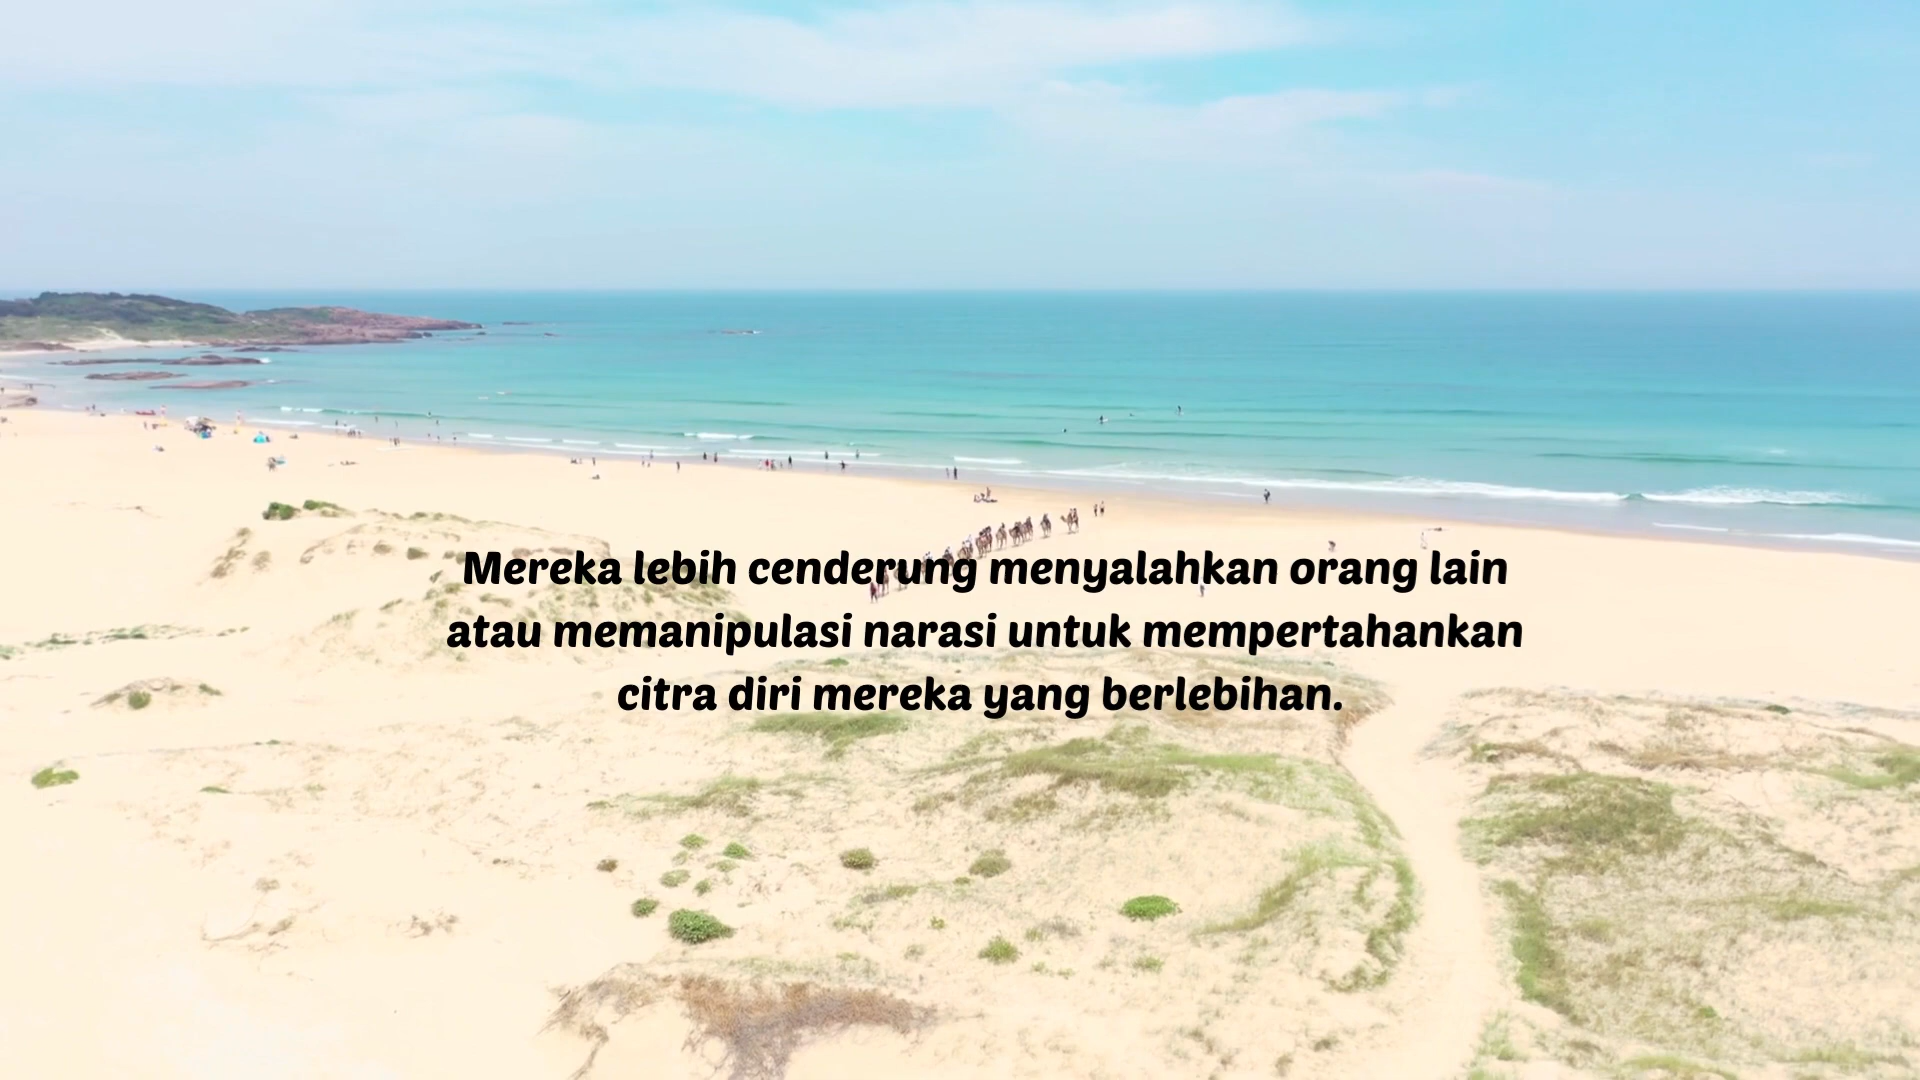 Mereka lebih cenderung menyalahkan orang lain
atau memanipulasi narasi untuk mempertahankan
citra diri mereka yang berlebihan.